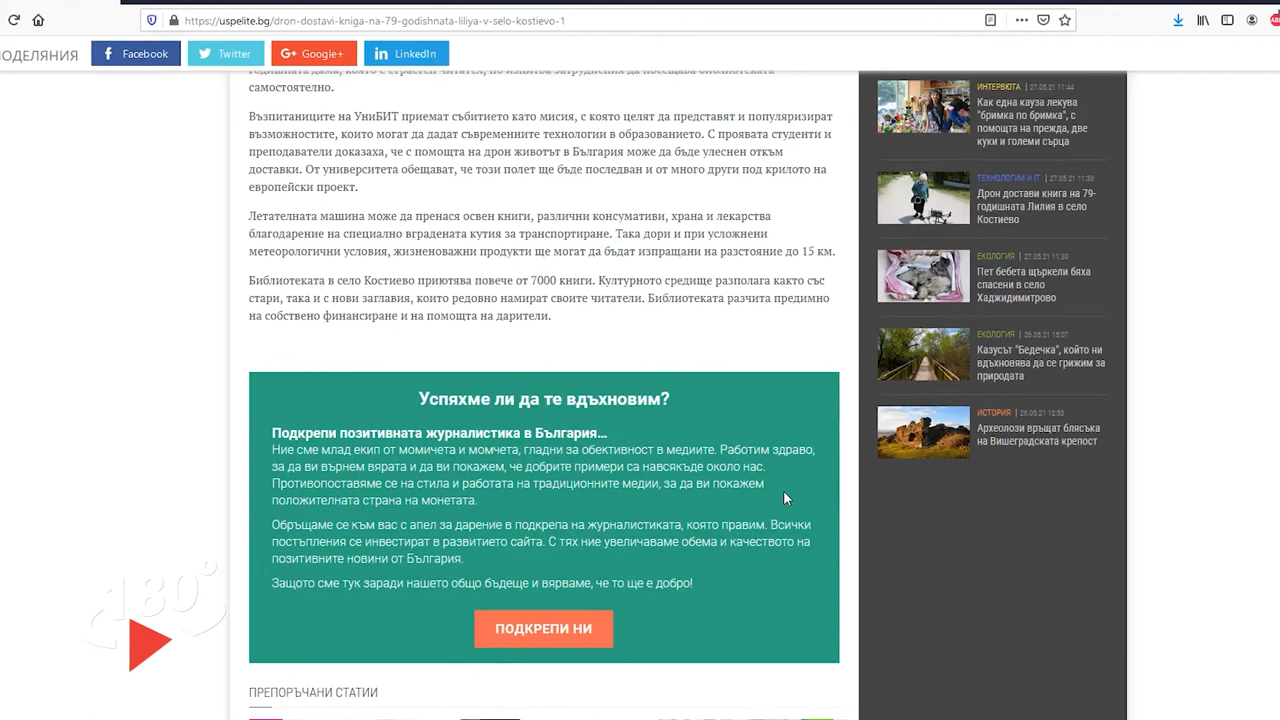 https://uspelite.bg/dron-dostavi-kniga-na-79-godishnata-liliya-v-selo-kostievo-1
ПОДЕЛЯНИЯ
Facebook
Twitter
Google+
LinkedIn
годишната дама, която е страстен читател, но изпитва затруднения да посещава библиотеката
самостоятелно.
Възпитаниците на УниБИТ приемат събитието като мисия, с която целят да представят и популяризират
възможностите, които могат да дадат съвременните технологии в образованието. С проявата студенти и
преподаватели доказаха, че с помощта на дрон животът в България може да бъде улеснен откъм
доставки. От университета обещават, че този полет ще бъде последван и от много други под крилото на
европейски проект.
Летателната машина може да пренася освен книги, различни консумативи, храна и лекарства
благодарение на специално вградената кутия за транспортиране. Така дори и при усложнени
метеорологични условия, жизненоважни продукти ще могат да бъдат изпращани на разстояние до 15 км.
Библиотеката в село Костиево приютява повече от 7000 книги. Културното средище разполага както със
стари, така и с нови заглавия, които редовно намират своите читатели. Библиотеката разчита предимно
на собствено финансиране и на помощта на дарители.
Успяхме ли да те вдъхновим?
Подкрепи позитивната журналистика в България...
Ние сме млад екип от момичета и момчета, гладни за обективност в медиите. Работим здраво,
за да ви върнем вярата и да ви покажем, че добрите примери са навсякъде около нас.
Противопоставяме се на стила и работата на традиционните медии, за да ви покажем
положителната страна на монетата.
Обръщаме се към вас с апел за дарение в подкрепа на журналистиката, която правим. Всички
постъпления се инвестират в развитието сайта. С тях ние увеличаваме обема и качеството на
позитивните новини от България.
Защото сме тук заради нашето общо бъдеще и вярваме, че то ще е добро!
ПОДКРЕПИ НИ
ПРЕПОРЪЧАНИ СТАТИИ
ИНТЕРВЮТА | 27.05.21 11:44
Как една кауза лекува
"бримка по бримка", с
помощта на прежда, две
куки и големи сърца
ТЕХНОЛОГИИ И IT | 27.05.21 11:33
Дрон достави книга на 79-
годишната Лилия в село
Костиево
ЕКОЛОГИЯ | 27.05.21 11:30
Пет бебета щъркели бяха
спасени в село
Хаджидимитрово
ЕКОЛОГИЯ | 26.05.21 15:07
Казусът "Бедечка", който ни
вдъхновява да се грижим за
природата
ИСТОРИЯ | 26.05.21 12:53
Археолози връщат блясъка
на Вишеградската крепост
180°